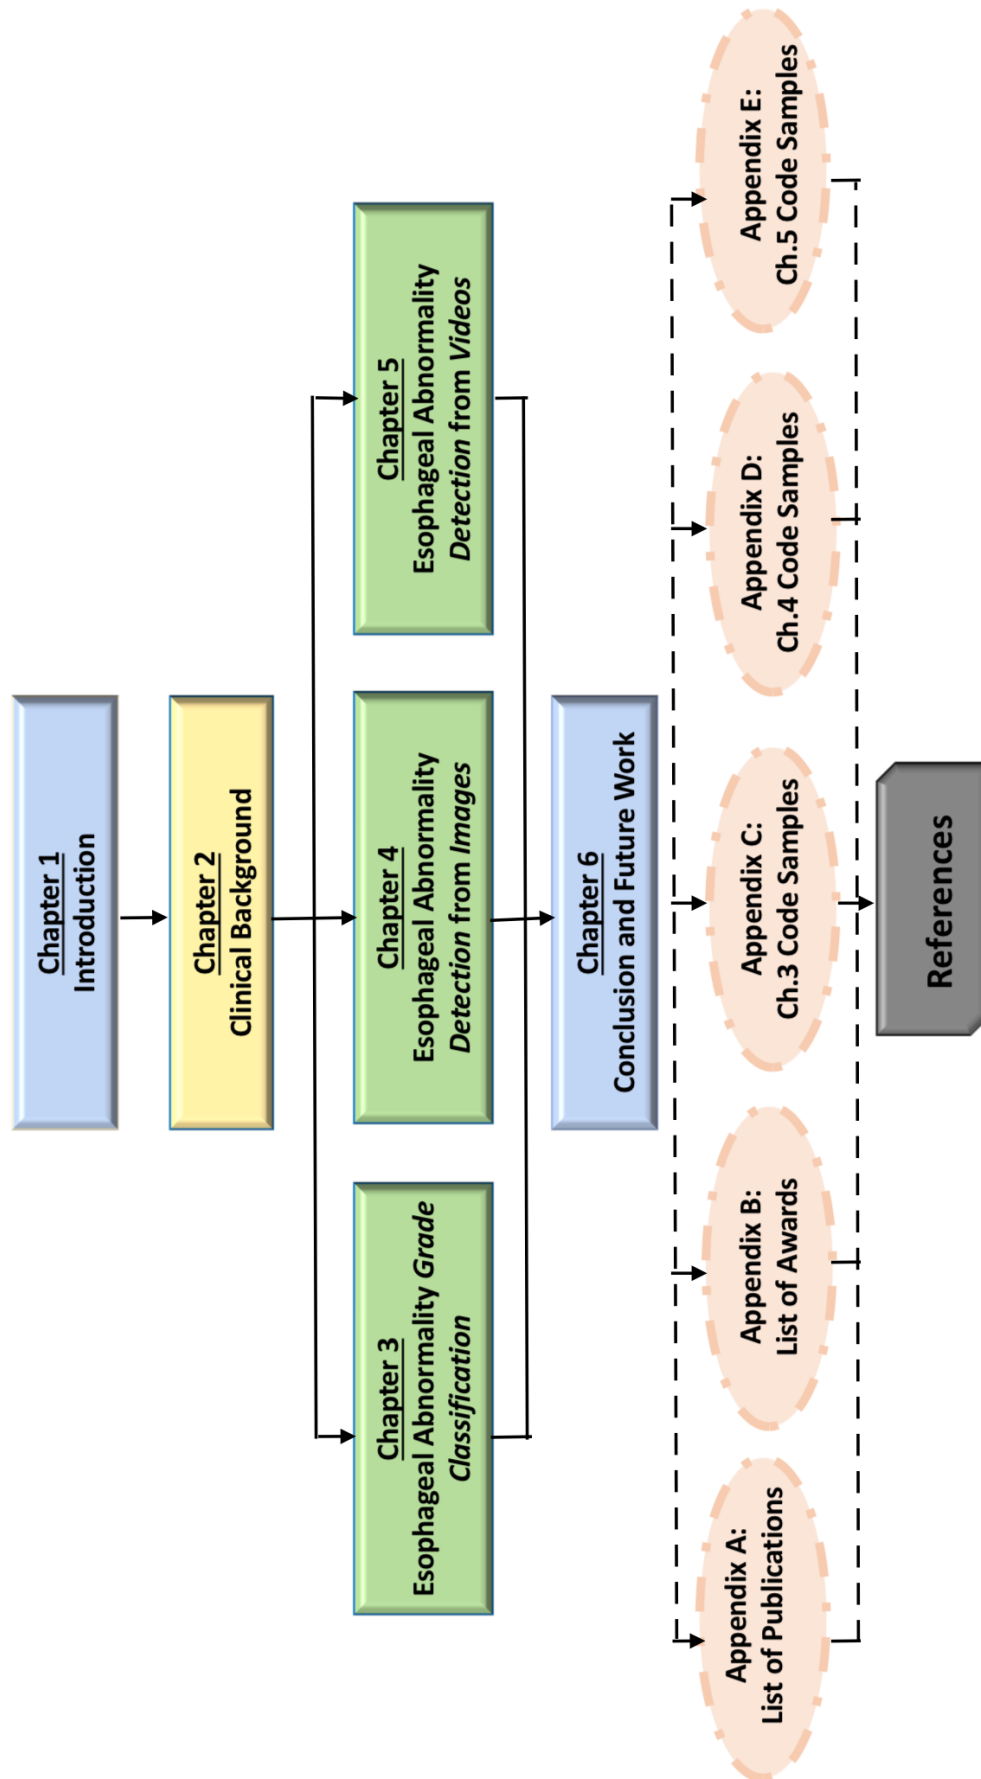 Chapter 1
Introduction
Chapter 2
Clinical Background
Chapter 3
Esophageal Abnormality Grade
Classification
Chapter 4
Esophageal Abnormality
Detection from Images
Chapter 5
Esophageal Abnormality
Detection from Videos
Chapter 6
Conclusion and Future Work
Appendix A:
List of Publications
Appendix B:
List of Awards
Appendix C:
Ch.3 Code Samples
Appendix D:
Ch.4 Code Samples
Appendix E:
Ch.5 Code Samples
References